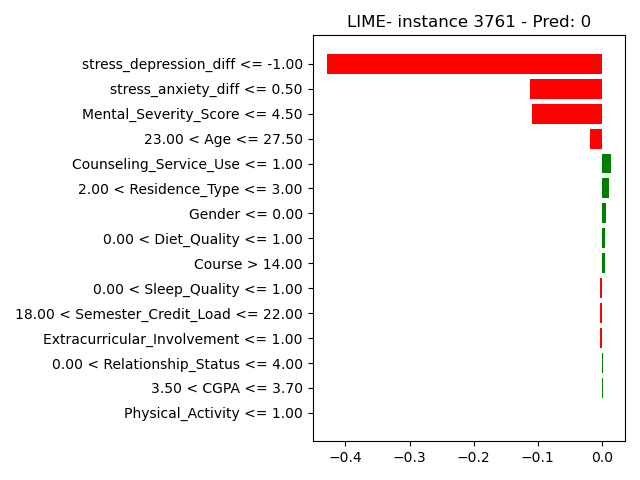 LIME- instance 3761 - Pred: 0
stress_depression_diff <= -1.00
stress_anxiety_diff <= 0.50
Mental_Severity_Score <= 4.50
23.00 < Age <= 27.50
Counseling_Service_Use <= 1.00
2.00 < Residence_Type <= 3.00
Gender <= 0.00
0.00 < Diet_Quality <= 1.00
Course > 14.00
0.00 < Sleep_Quality <= 1.00
18.00 < Semester_Credit_Load <= 22.00
Extracurricular_Involvement <= 1.00
0.00 < Relationship_Status <= 4.00
3.50 < CGPA <= 3.70
Physical_Activity <= 1.00
−0.4 −0.3 −0.2 −0.1 0.0